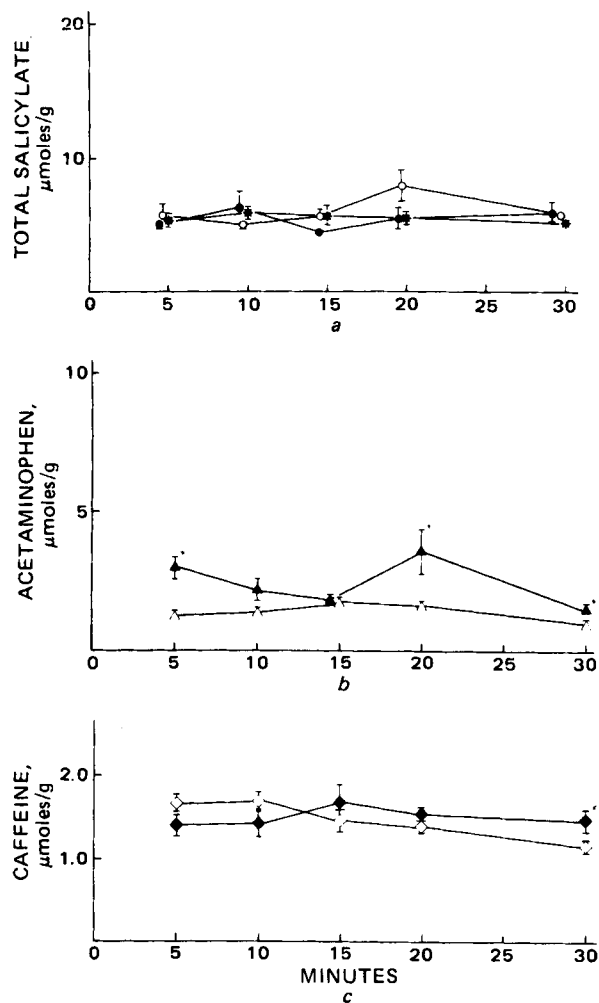 TOTAL SALICYLATE
μmoles/g
20
10
0 5 10 15 20 25 30
a
ACETAMINOPHEN,
μmoles/g
10
5
0 5 10 15 20 25 30
b
CAFFEINE,
μmoles/g
2.0
1.0
0 5 10 15 20 25 30
MINUTES
c